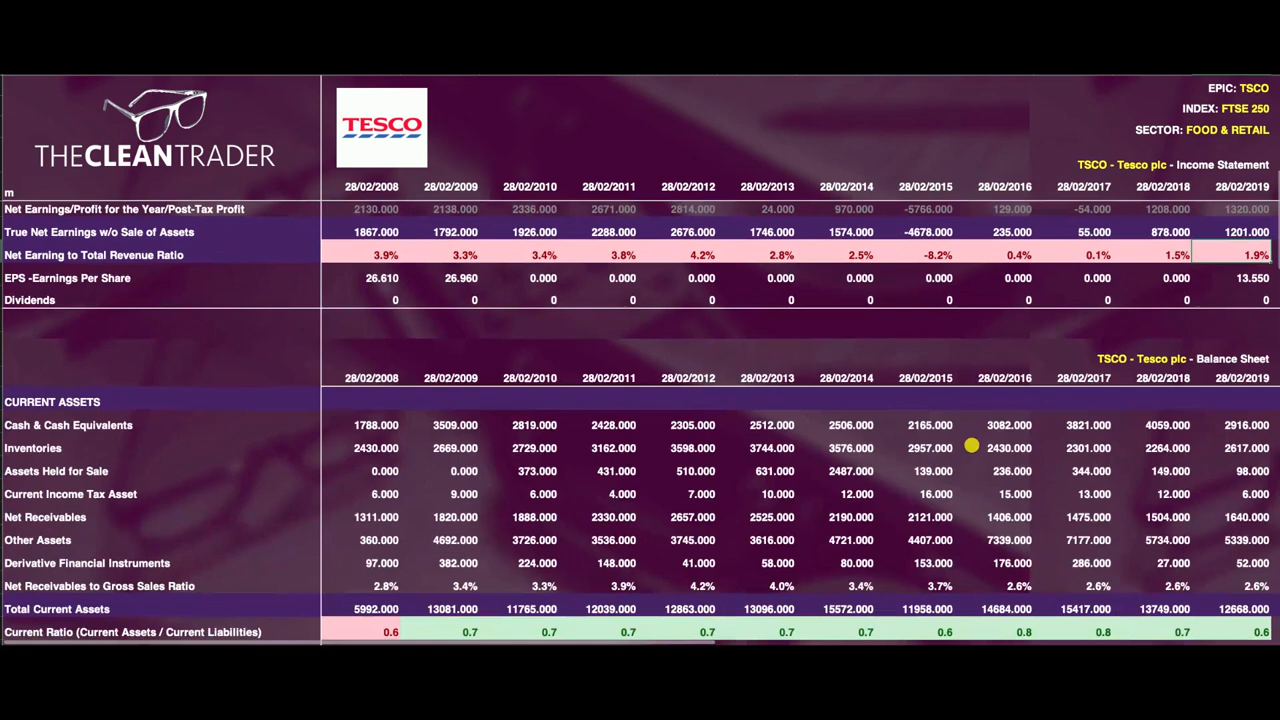 THECLEANTRADER
TESCO
EPIC: TSCO
INDEX: FTSE 250
SECTOR: FOOD & RETAIL
TSCO - Tesco plc - Income Statement
m 28/02/2008 28/02/2009 28/02/2010 28/02/2011 28/02/2012 28/02/2013 28/02/2014 28/02/2015 28/02/2016 28/02/2017 28/02/2018 28/02/2019
Net Earnings/Profit for the Year/Post-Tax Profit 2130.000 2138.000 2336.000 2671.000 2814.000 24.000 970.000 -5766.000 129.000 -54.000 1208.000 1320.000
True Net Earnings w/o Sale of Assets 1867.000 1792.000 1926.000 2288.000 2676.000 1746.000 1574.000 -4678.000 235.000 55.000 878.000 1201.000
Net Earning to Total Revenue Ratio 3.9% 3.3% 3.4% 3.8% 4.2% 2.8% 2.5% -8.2% 0.4% 0.1% 1.5% 1.9%
EPS -Earnings Per Share 26.610 26.960 0.000 0.000 0.000 0.000 0.000 0.000 0.000 0.000 0.000 13.550
Dividends 0 0 0 0 0 0 0 0 0 0 0 0
TSCO - Tesco plc - Balance Sheet
28/02/2008 28/02/2009 28/02/2010 28/02/2011 28/02/2012 28/02/2013 28/02/2014 28/02/2015 28/02/2016 28/02/2017 28/02/2018 28/02/2019
CURRENT ASSETS
Cash & Cash Equivalents 1788.000 3509.000 2819.000 2428.000 2305.000 2512.000 2506.000 2165.000 3082.000 3821.000 4059.000 2916.000
Inventories 2430.000 2669.000 2729.000 3162.000 3598.000 3744.000 3576.000 2957.000 2430.000 2301.000 2264.000 2617.000
Assets Held for Sale 0.000 0.000 373.000 431.000 510.000 631.000 2487.000 139.000 236.000 344.000 149.000 98.000
Current Income Tax Asset 6.000 9.000 6.000 4.000 7.000 10.000 12.000 16.000 15.000 13.000 12.000 6.000
Net Receivables 1311.000 1820.000 1888.000 2330.000 2657.000 2525.000 2190.000 2121.000 1406.000 1475.000 1504.000 1640.000
Other Assets 360.000 4692.000 3726.000 3536.000 3745.000 3616.000 4721.000 4407.000 7339.000 7177.000 5734.000 5339.000
Derivative Financial Instruments 97.000 382.000 224.000 148.000 41.000 58.000 80.000 153.000 176.000 286.000 27.000 52.000
Net Receivables to Gross Sales Ratio 2.8% 3.4% 3.3% 3.9% 4.2% 4.0% 3.4% 3.7% 2.6% 2.6% 2.6% 2.6%
Total Current Assets 5992.000 13081.000 11765.000 12039.000 12863.000 13096.000 15572.000 11958.000 14684.000 15417.000 13749.000 12668.000
Current Ratio (Current Assets / Current Liabilities) 0.6 0.7 0.7 0.7 0.7 0.7 0.7 0.6 0.8 0.8 0.7 0.6